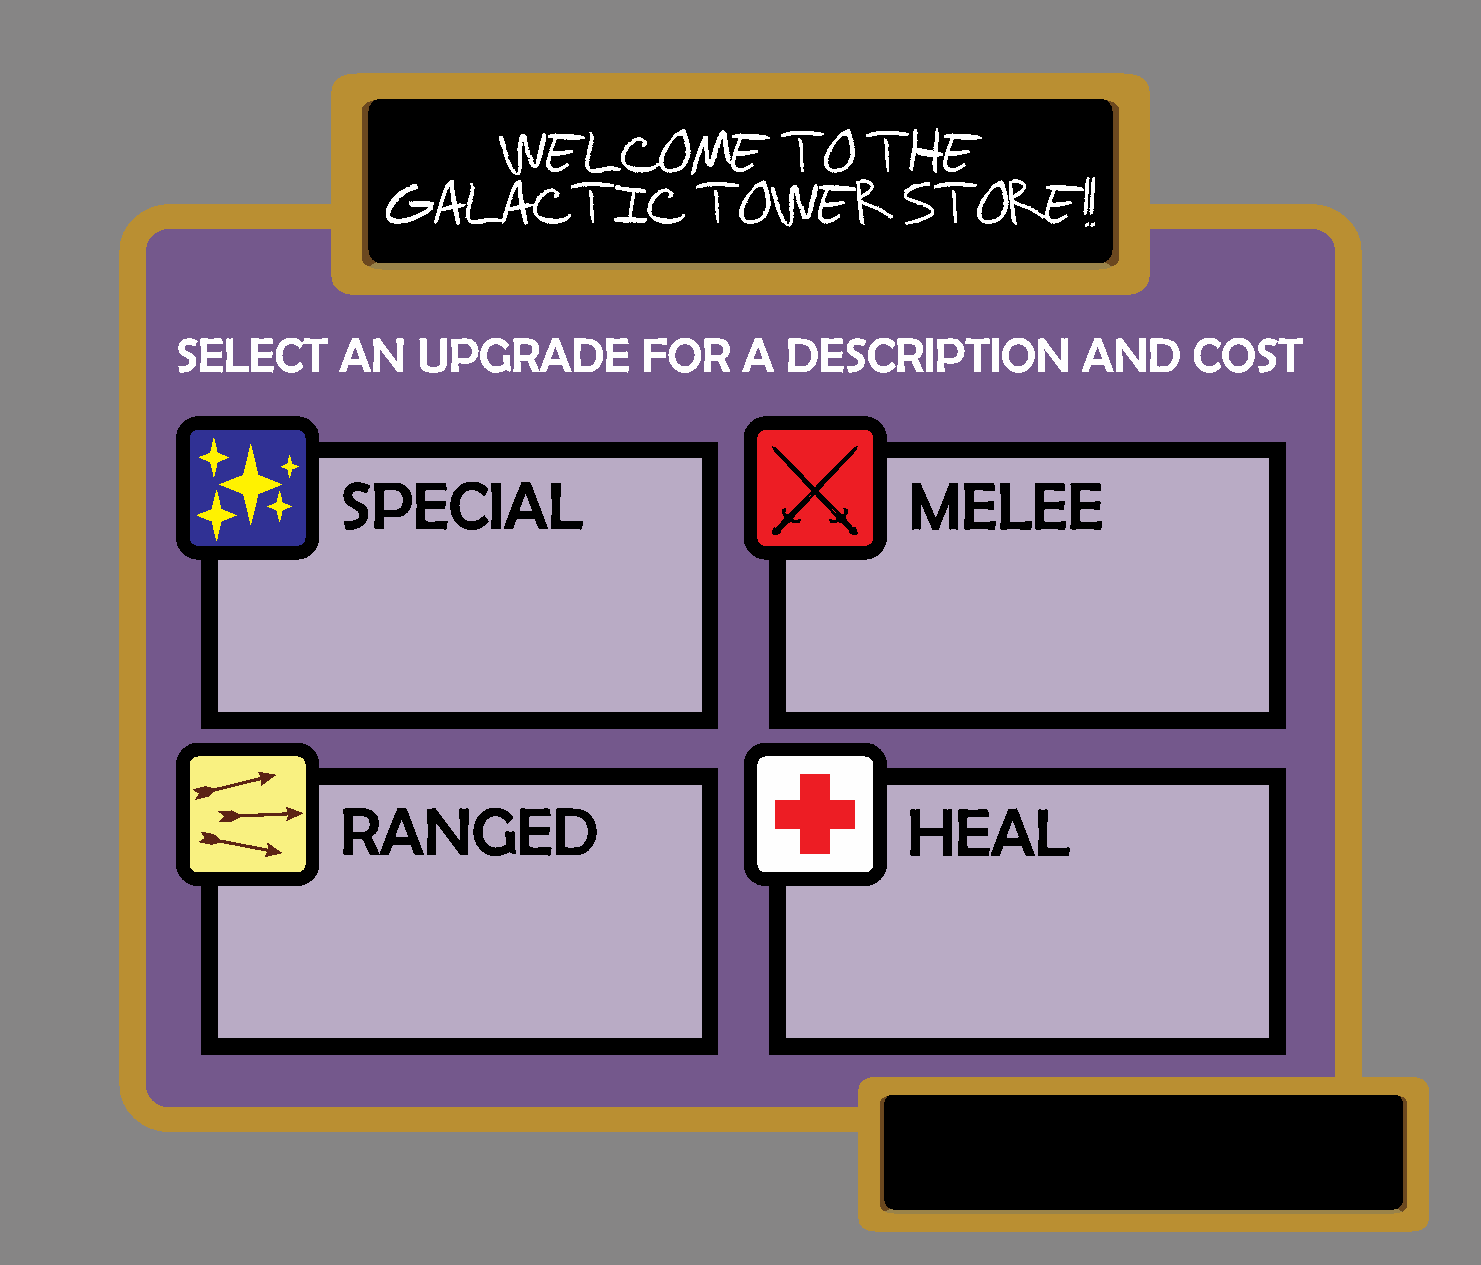 WELCOME TO THE
GALACTIC TOWER STORE!!
SELECT AN UPGRADE FOR A DESCRIPTION AND COST
SPECIAL
MELEE
RANGED
HEAL